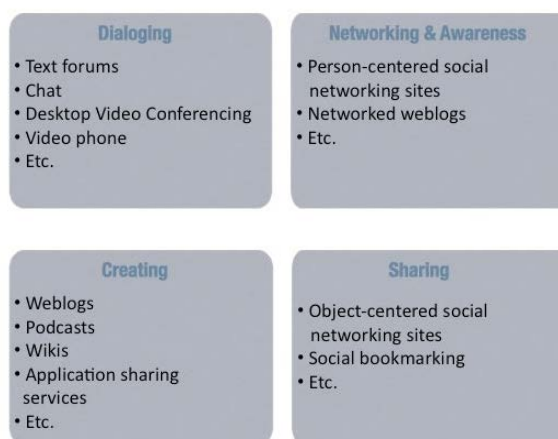 Dialoging
• Text forums
• Chat
• Desktop Video Conferencing
• Video phone
• Etc.
Networking & Awareness
• Person-centered social
networking sites
• Networked weblogs
• Etc.
Creating
• Weblogs
• Podcasts
• Wikis
• Application sharing
services
• Etc.
Sharing
• Object-centered social
networking sites
• Social bookmarking
• Etc.